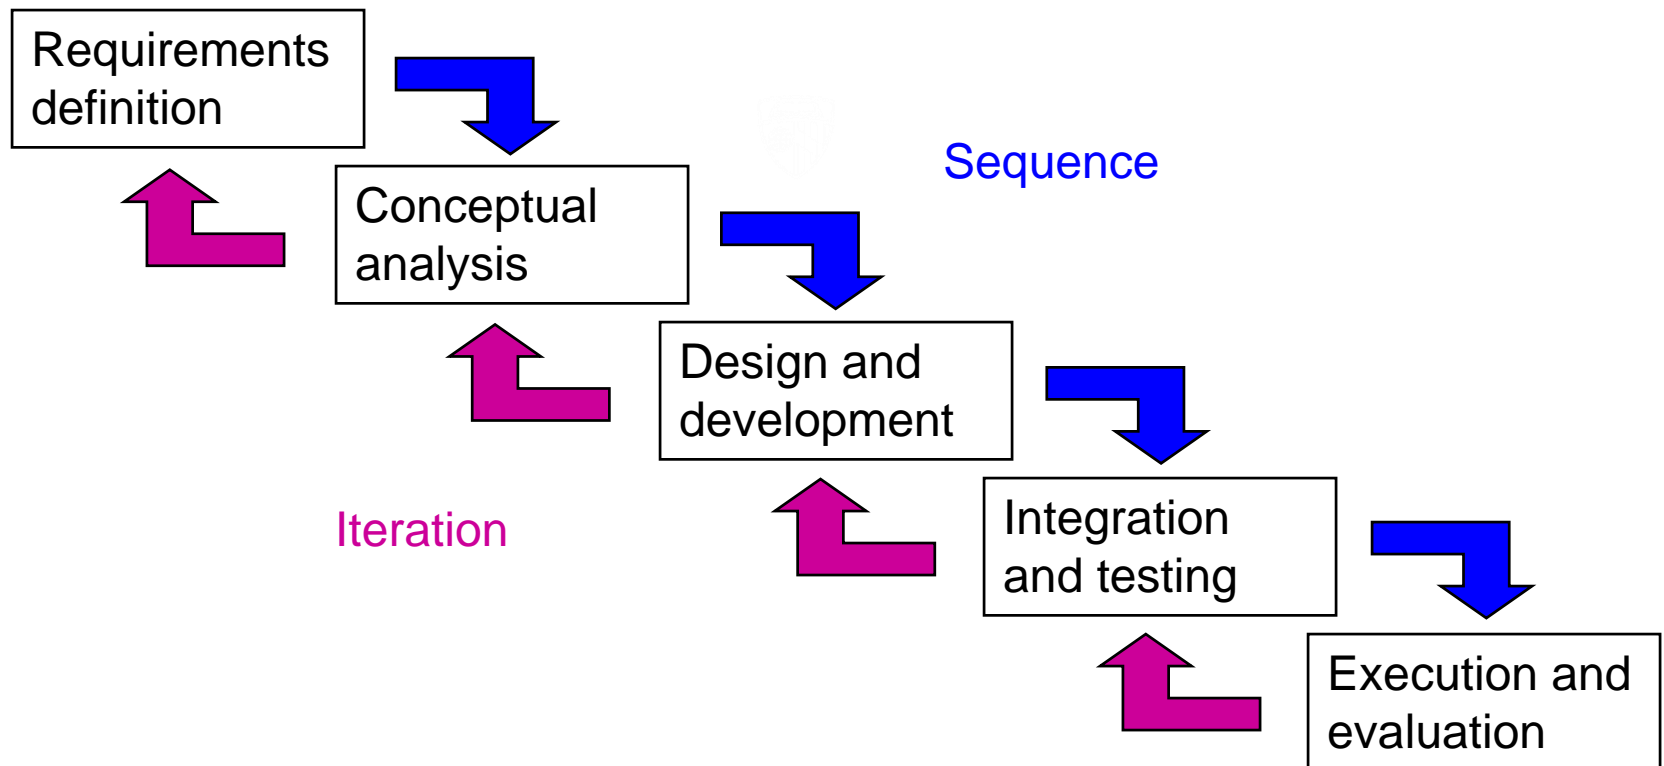 Requirements
definition
Sequence
Conceptual
analysis
Design and
development
Iteration
Integration
and testing
Execution and
evaluation